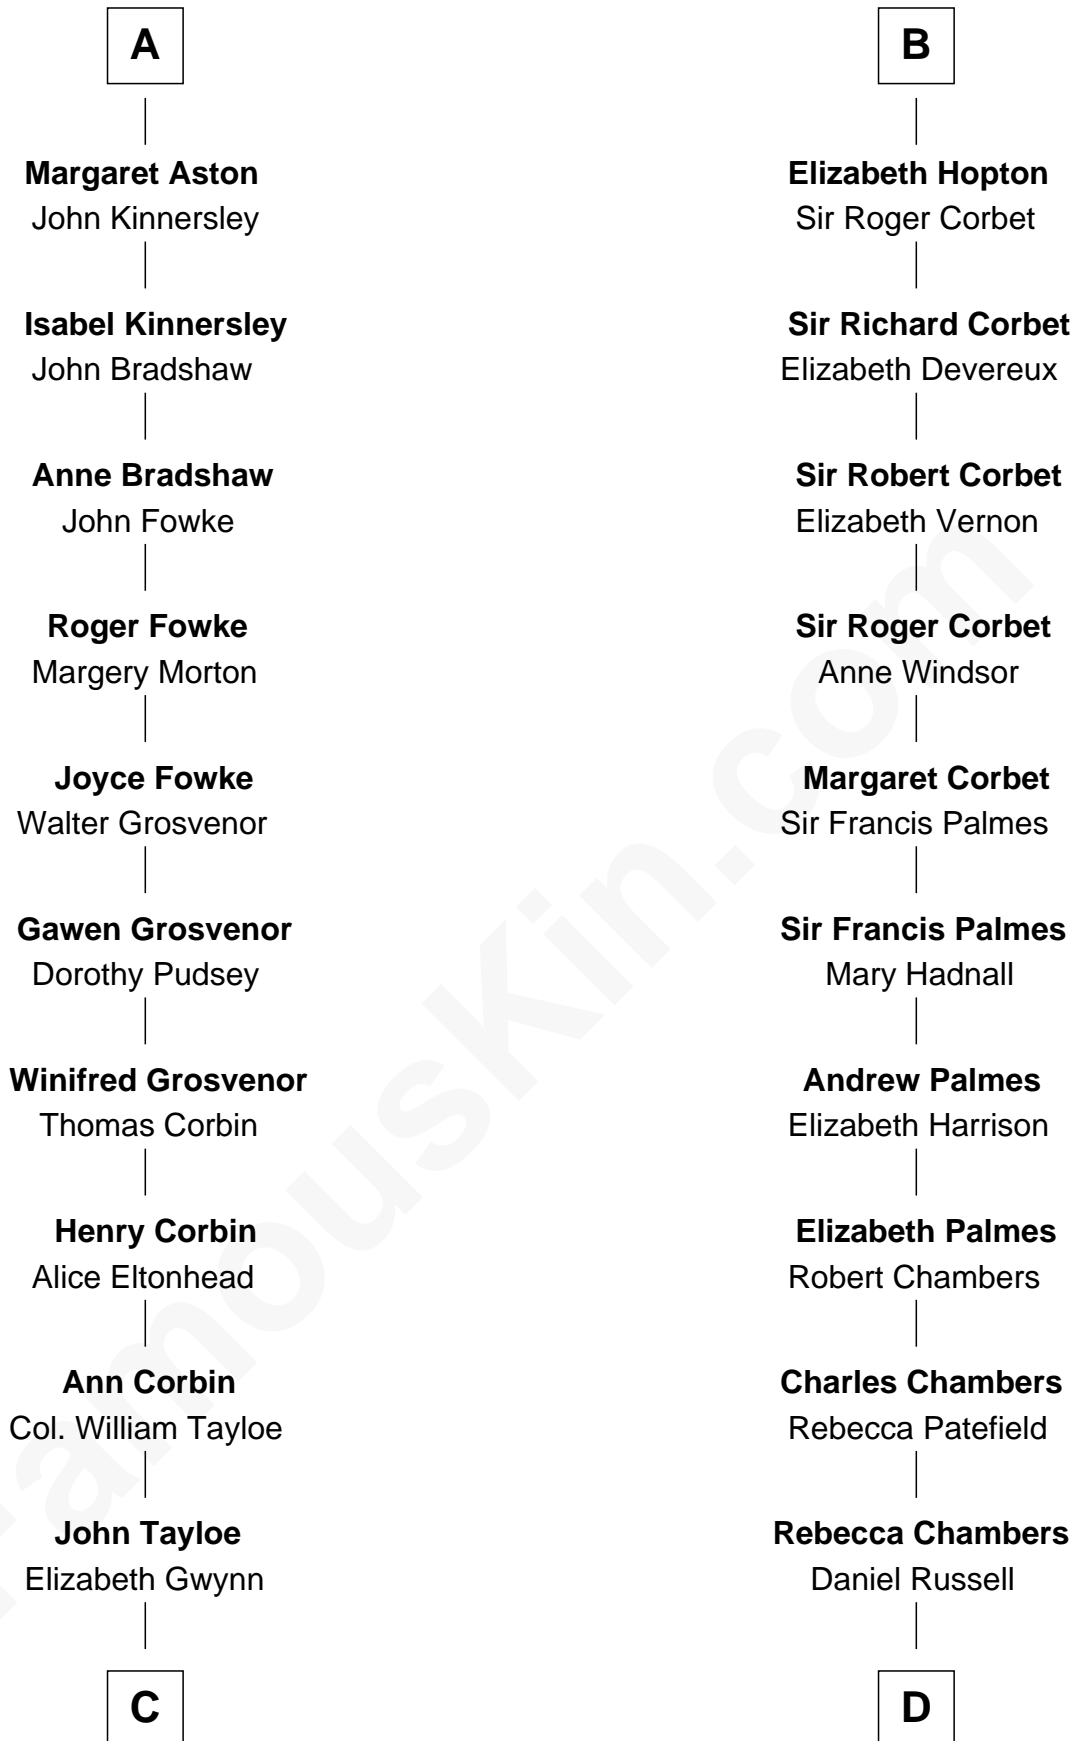 A
Margaret Aston
John Kinnersley
Isabel Kinnersley
John Bradshaw
Anne Bradshaw
John Fowke
Roger Fowke
Margery Morton
Joyce Fowke
Walter Grosvenor
Gawen Grosvenor
Dorothy Pudsey
Winifred Grosvenor
Thomas Corbin
Henry Corbin
Alice Eltonhead
Ann Corbin
Col. William Tayloe
John Tayloe
Elizabeth Gwynn
C
B
Elizabeth Hopton
Sir Roger Corbet
Sir Richard Corbet
Elizabeth Devereux
Sir Robert Corbet
Elizabeth Vernon
Sir Roger Corbet
Anne Windsor
Margaret Corbet
Sir Francis Palmes
Sir Francis Palmes
Mary Hadnall
Andrew Palmes
Elizabeth Harrison
Elizabeth Palmes
Robert Chambers
Charles Chambers
Rebecca Patefield
Rebecca Chambers
Daniel Russell
D
FamousKin.com